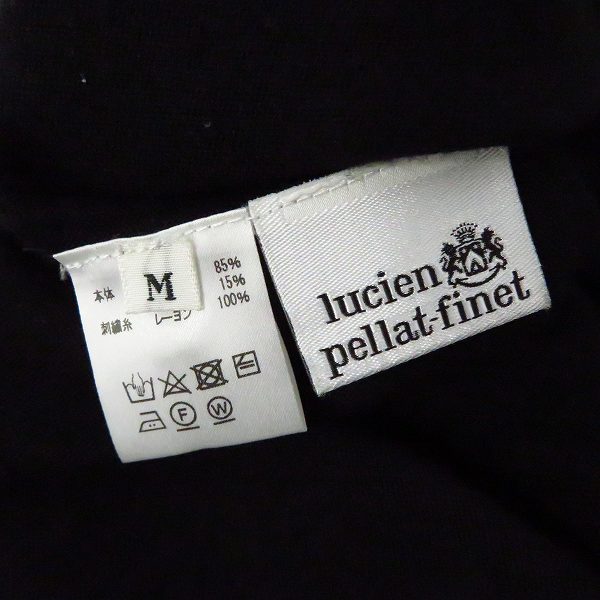 M
本体 85%
15%
刺繍糸 レーヨン 100%
F W
lucien
pellat-finet